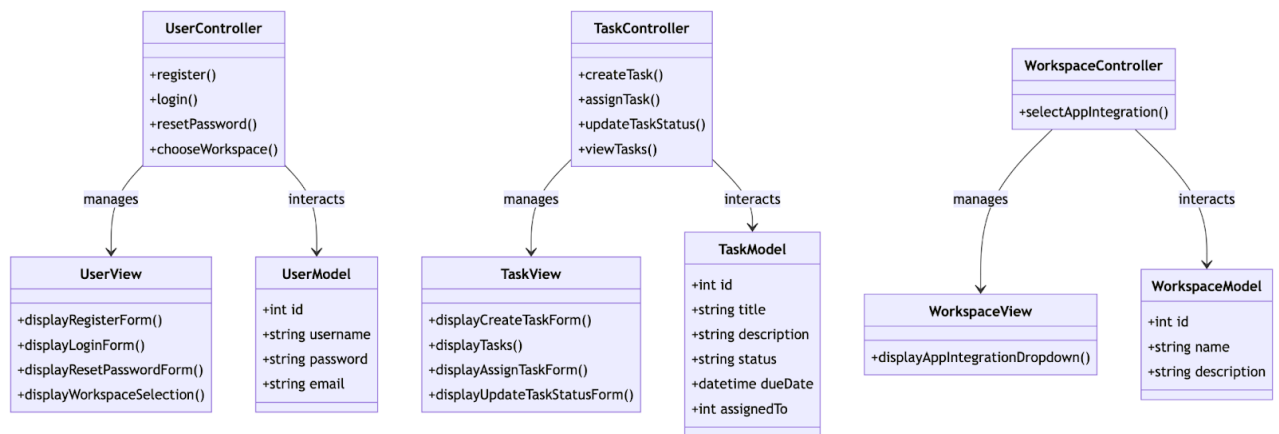 UserController
+register()
+login()
+resetPassword()
+chooseWorkspace()
manages
interacts
UserView
+displayRegisterForm()
+displayLoginForm()
+displayResetPasswordForm()
+displayWorkspaceSelection()
UserModel
+int id
+string username
+string password
+string email
TaskController
+createTask()
+assignTask()
+updateTaskStatus()
+viewTasks()
manages
interacts
TaskView
+displayCreateTaskForm()
+displayTasks()
+displayAssignTaskForm()
+displayUpdateTaskStatusForm()
TaskModel
+int id
+string title
+string description
+string status
+datetime dueDate
+int assignedTo
WorkspaceController
+selectAppIntegration()
manages
interacts
WorkspaceView
+displayAppIntegrationDropdown()
WorkspaceModel
+int id
+string name
+string description